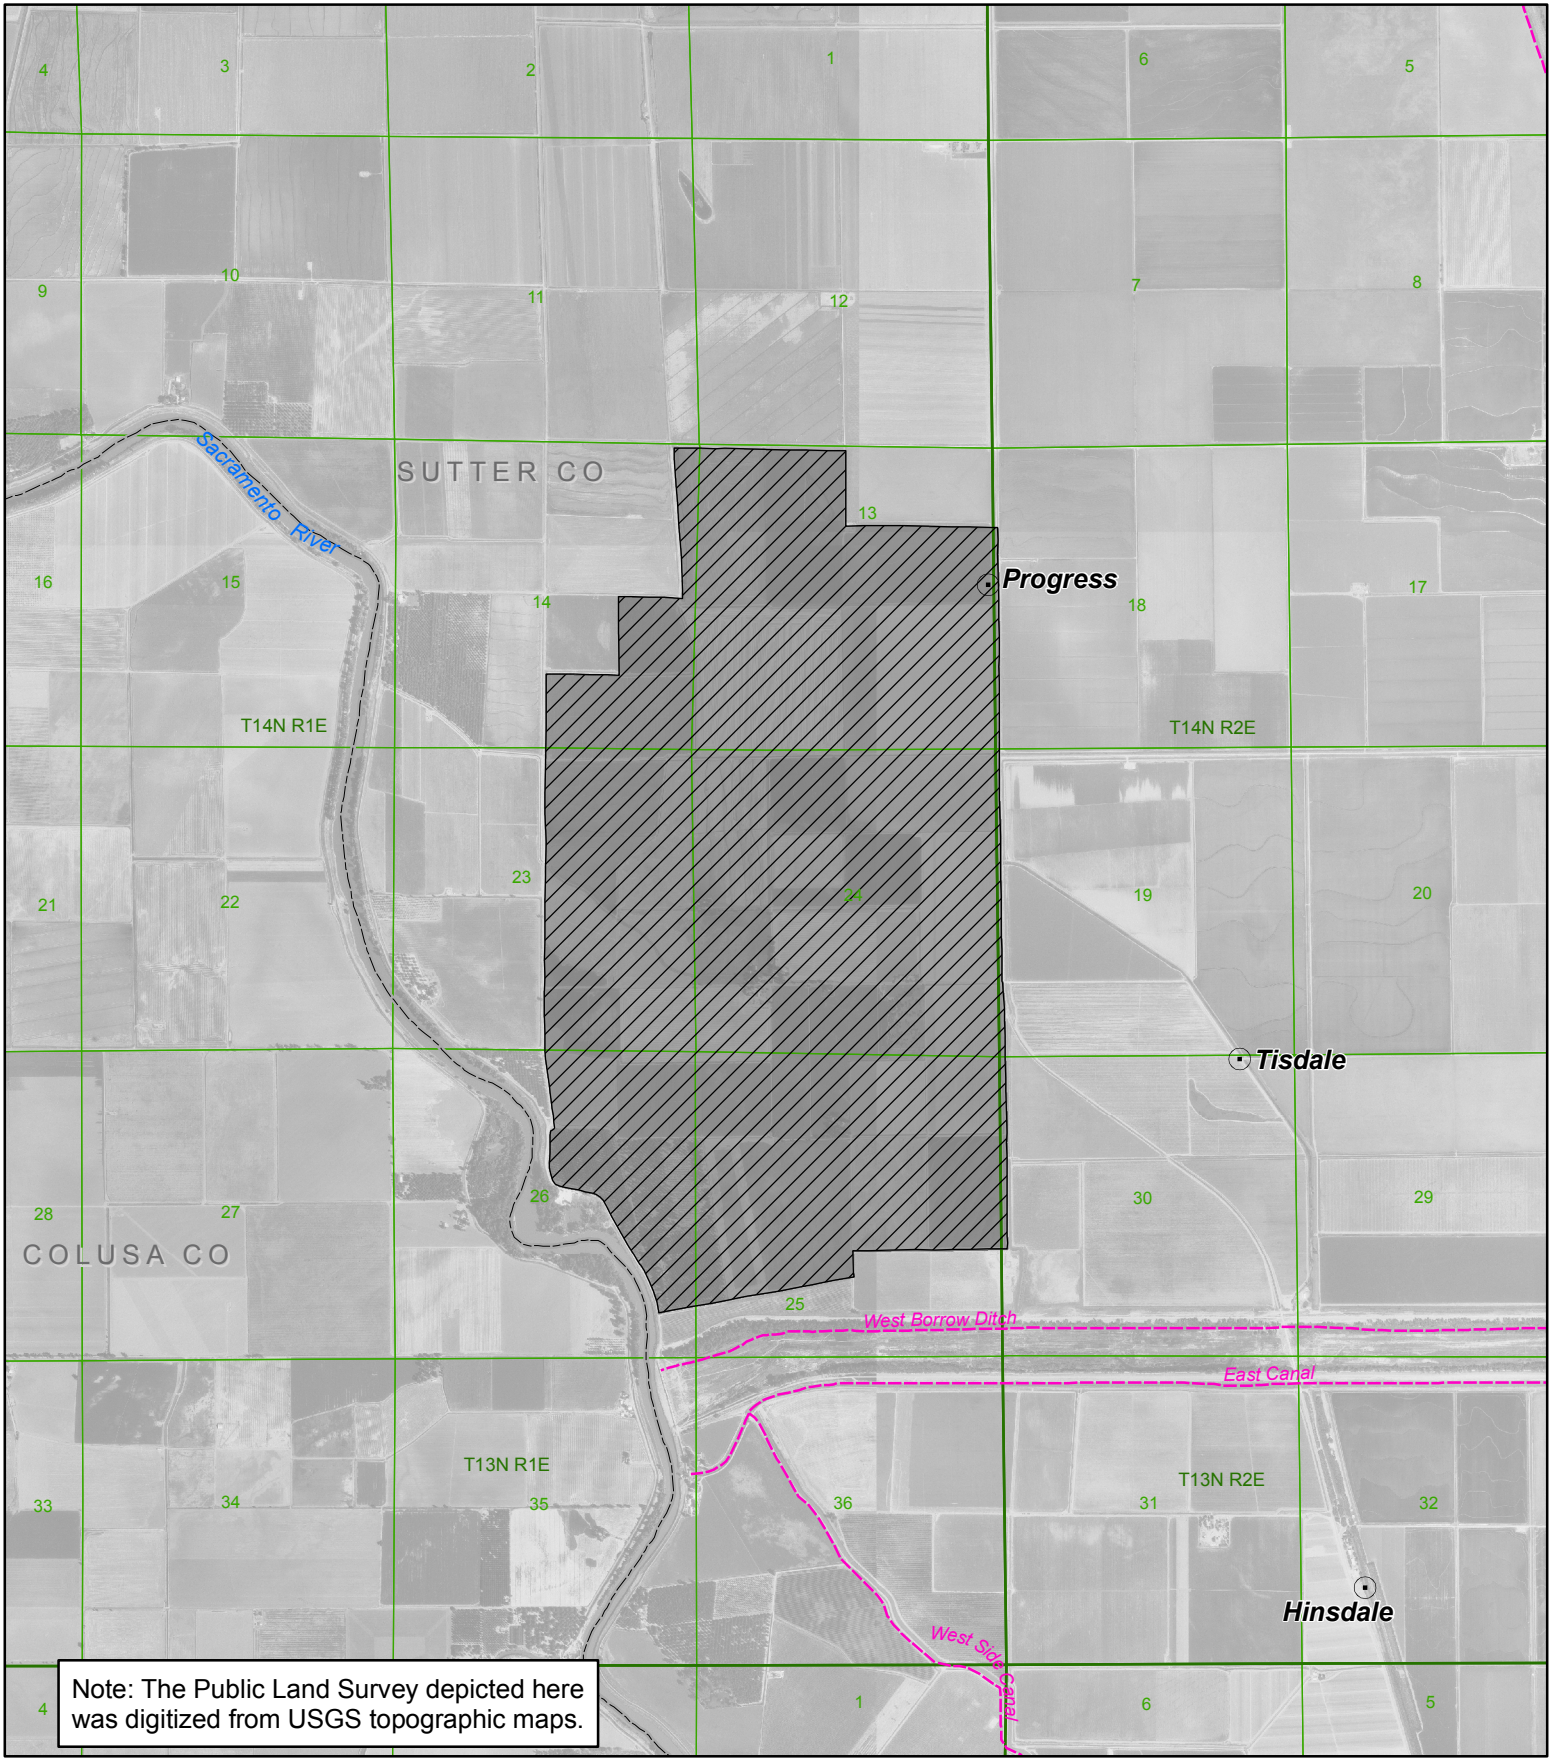 4
3
2
1
6
5
9
10
11
12
7
8
Sacramento River
SUTTER CO
13
Progress
16
15
14
18
17
T14N R1E
T14N R2E
23
24
19
20
21
22
Tisdale
26
30
29
28
27
COLUSA CO
25
West Borrow Ditch
East Canal
T13N R1E
T13N R2E
33
34
35
36
31
32
Hinsdale
West Side Canal
Note: The Public Land Survey depicted here
was digitized from USGS topographic maps.
4
1
6
5